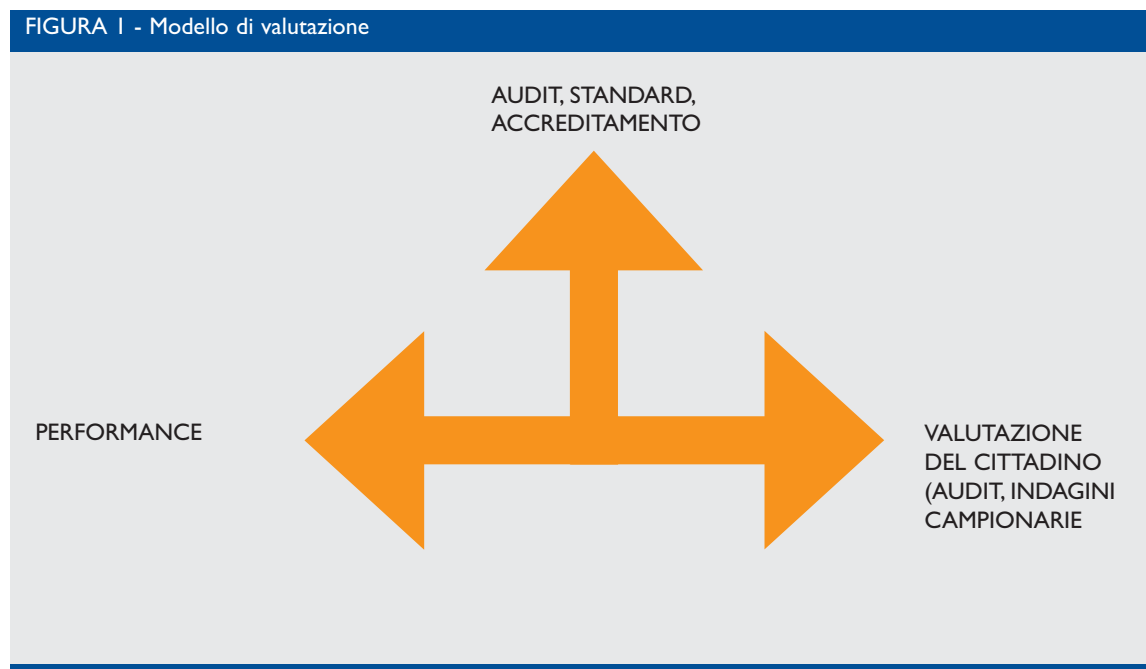 FIGURA 1 - Modello di valutazione
AUDIT, STANDARD,
ACCREDITAMENTO
PERFORMANCE
VALUTAZIONE
DEL CITTADINO
(AUDIT, INDAGINI
CAMPIONARIE